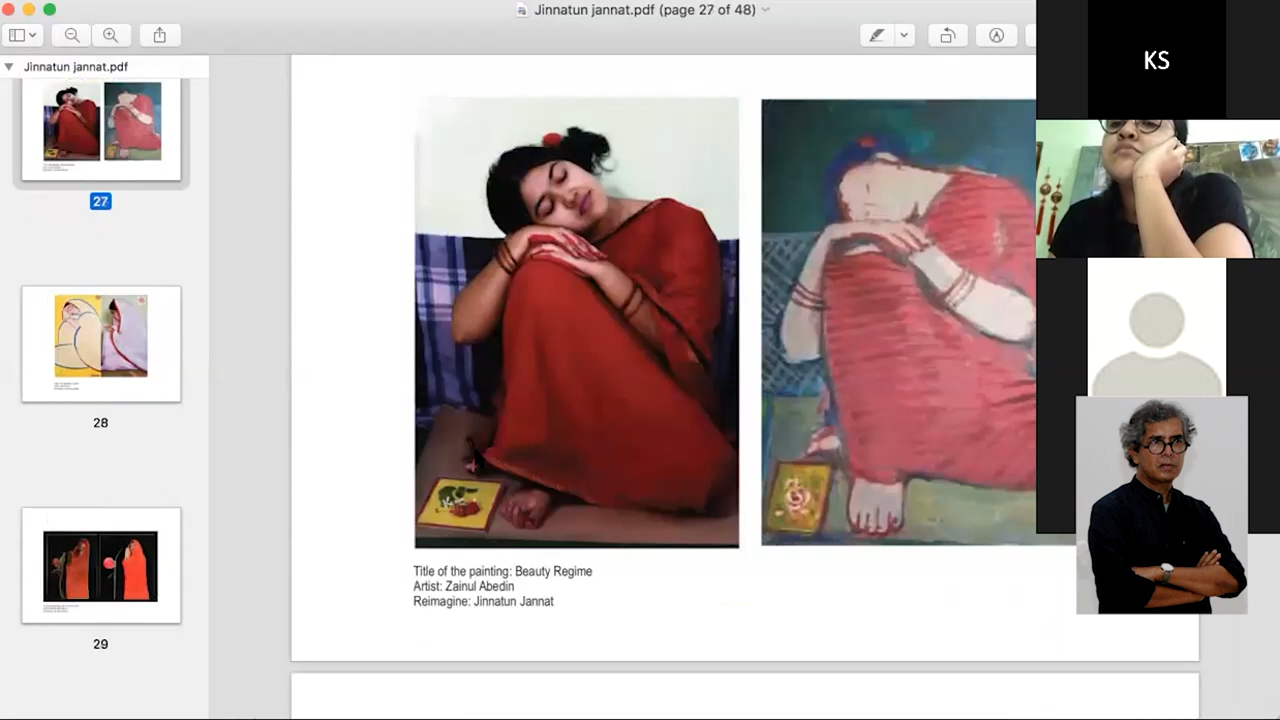 Jinnatun jannat.pdf (page 27 of 48)
Jinnatun jannat.pdf
27
28
29
Title of the painting: Beauty Regime
Artist: Zainul Abedin
Reimagine: Jinnatun Jannat
KS